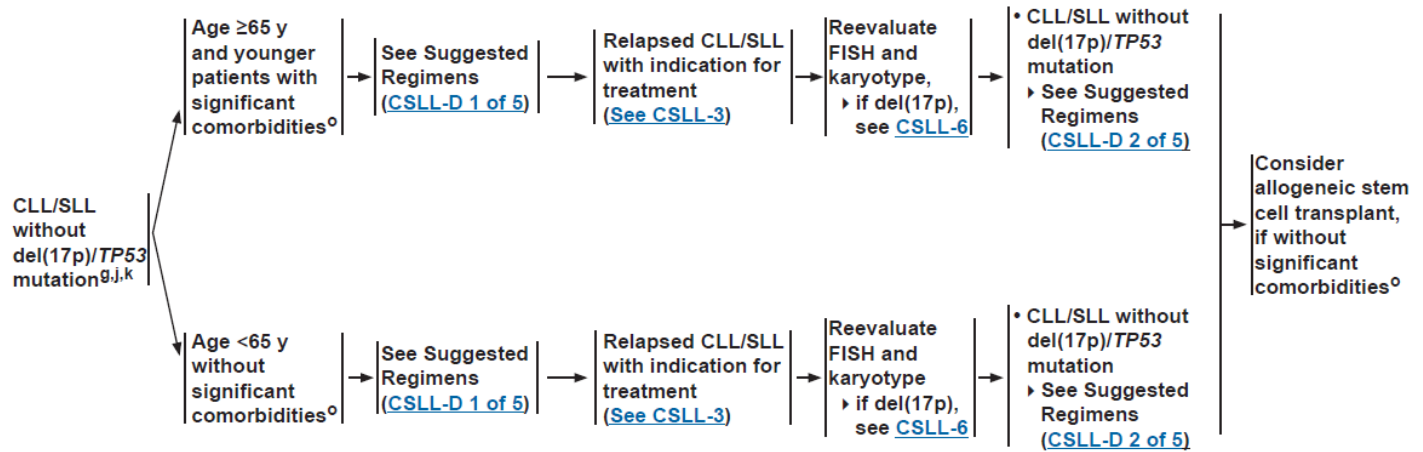 CLL/SLL
without
del(17p)/TP53
mutationg,j,k
Age ≥65 y
and younger
patients with
significant
comorbiditieso
See Suggested
Regimens
(CSLL-D 1 of 5)
Relapsed CLL/SLL
with indication for
treatment
(See CSLL-3)
Reevaluate
FISH and
karyotype,
▸ if del(17p),
see CSLL-6
• CLL/SLL without
del(17p)/TP53
mutation
▸ See Suggested
Regimens
(CSLL-D 2 of 5)
Age <65 y
without
significant
comorbiditieso
See Suggested
Regimens
(CSLL-D 1 of 5)
Relapsed CLL/SLL
with indication for
treatment
(See CSLL-3)
Reevaluate
FISH and
karyotype
▸ if del(17p),
see CSLL-6
• CLL/SLL without
del(17p)/TP53
mutation
▸ See Suggested
Regimens
(CSLL-D 2 of 5)
Consider
allogeneic stem
cell transplant,
if without
significant
comorbiditieso